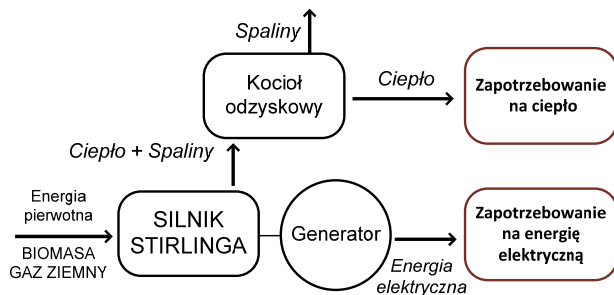 Spaliny
Kocioł
odzyskowy
Ciepło
Zapotrzebowanie
na ciepło
Ciepło + Spaliny
Energia
pierwotna
BIOMASA
GAZ ZIEMNY
SILNIK
STIRLINGA
Generator
Energia
elektryczna
Zapotrzebowanie
na energię
elektryczną